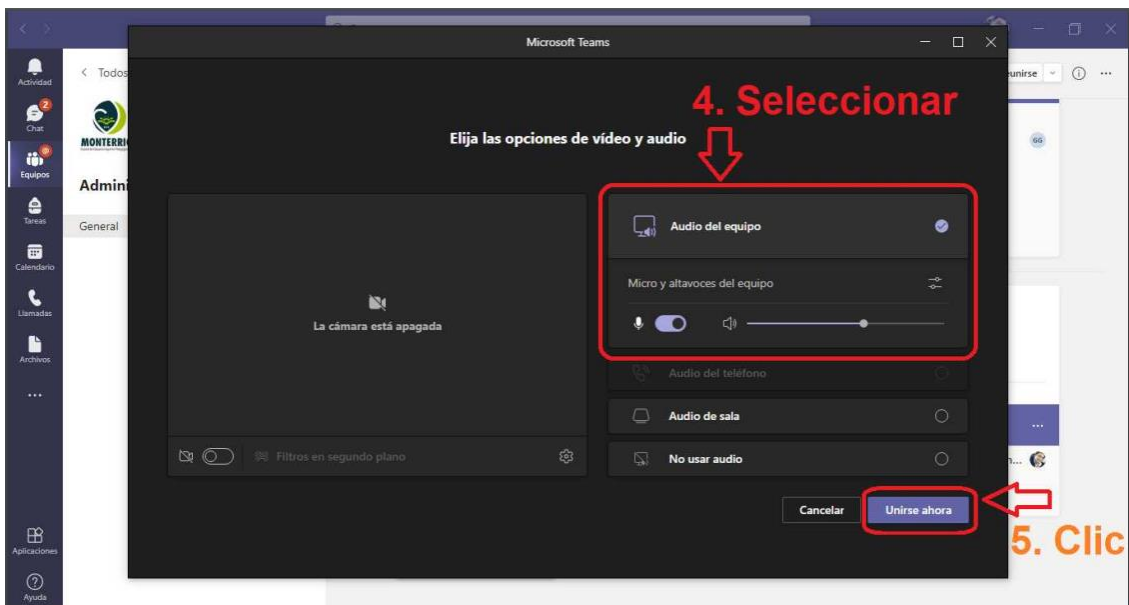 Microsoft Teams
Actividad
2
Chat
Equipos
Tareas
Calendario
Llamadas
Archivos
Aplicaciones
Ayuda
Todos
MONTERRI
Admini
General
unirse
4. Seleccionar
Elija las opciones de vídeo y audio
La cámara está apagada
Filtros en segundo plano
Audio del equipo
Micro y altavoces del equipo
Audio del teléfono
Audio de sala
No usar audio
Cancelar
Unirse ahora
5. Clic